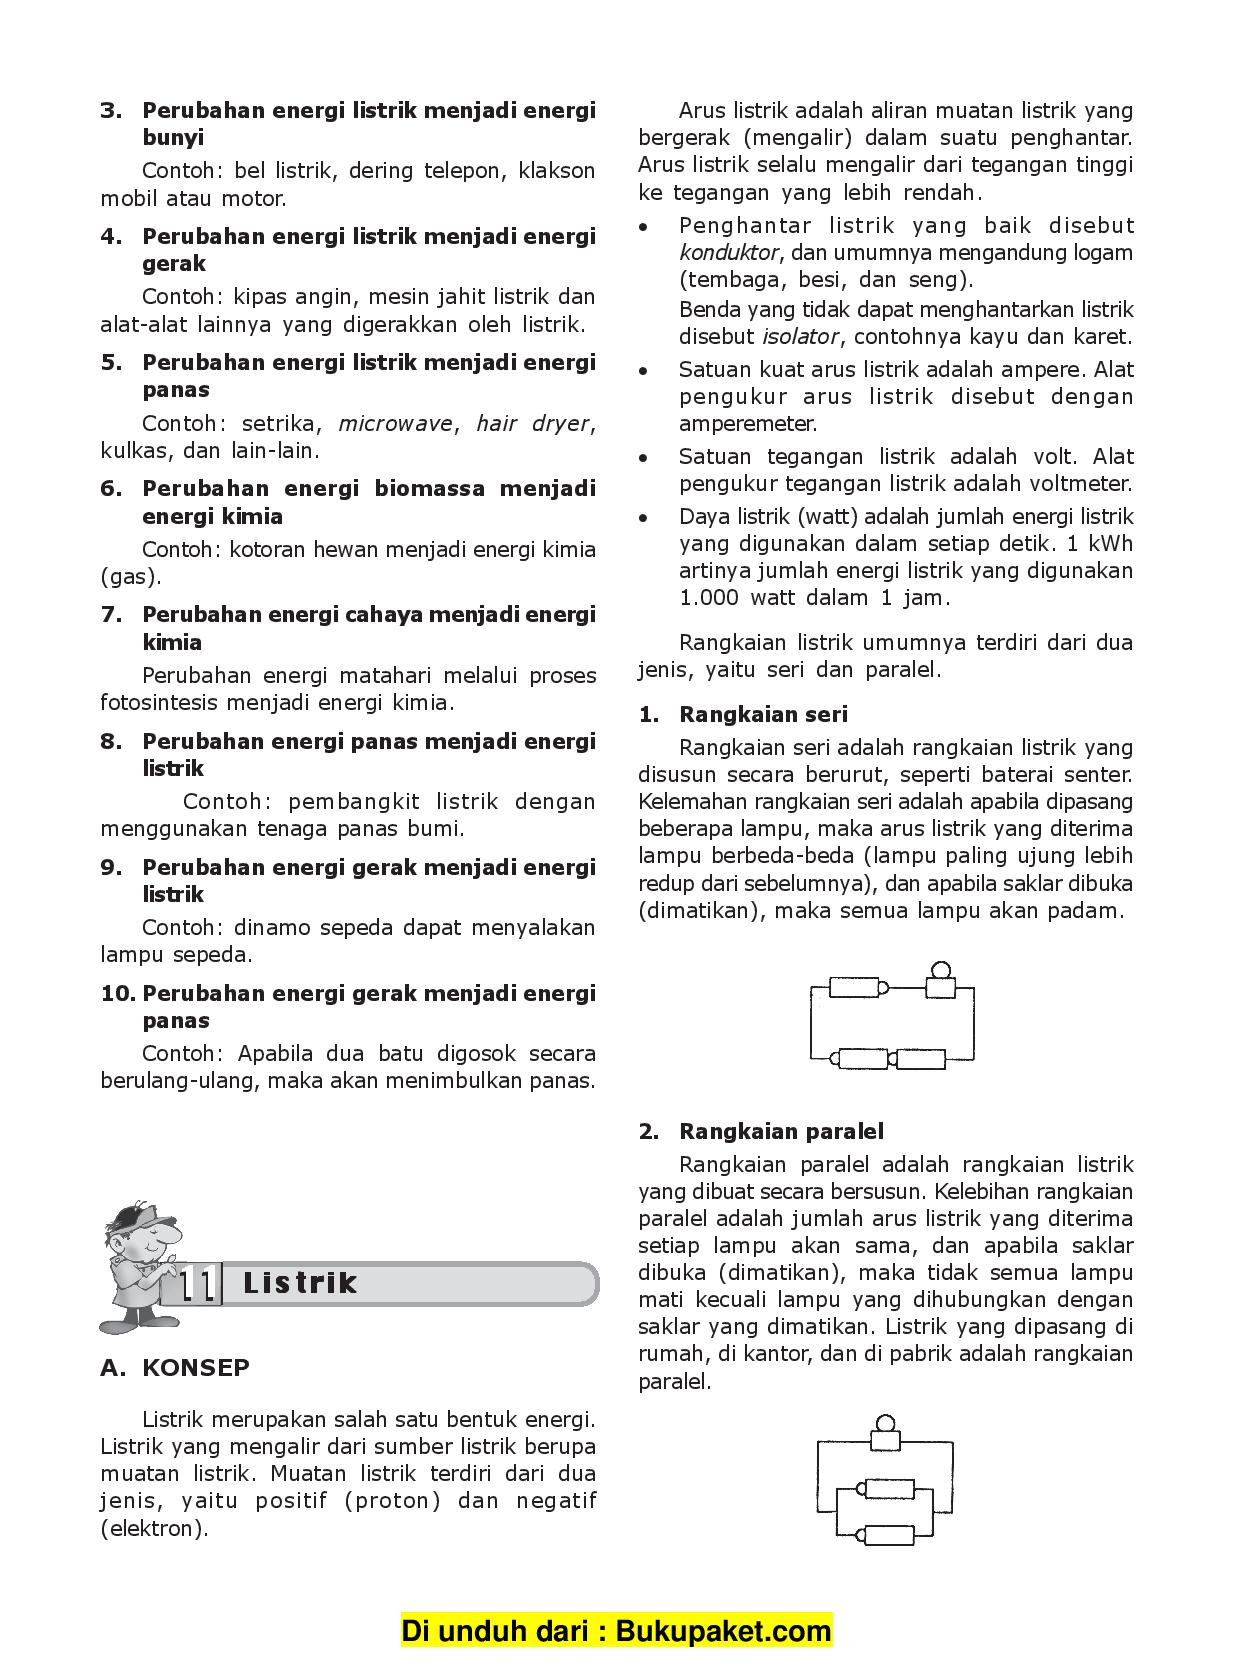 3. Perubahan energi listrik menjadi energi
bunyi
Contoh: bel listrik, dering telepon, klakson
mobil atau motor.
4. Perubahan energi listrik menjadi energi
gerak
Contoh: kipas angin, mesin jahit listrik dan
alat-alat lainnya yang digerakkan oleh listrik.
5. Perubahan energi listrik menjadi energi
panas
Contoh: setrika, microwave, hair dryer,
kulkas, dan lain-lain.
6. Perubahan energi biomassa menjadi
energi kimia
Contoh: kotoran hewan menjadi energi kimia
(gas).
7. Perubahan energi cahaya menjadi energi
kimia
Perubahan energi matahari melalui proses
fotosintesis menjadi energi kimia.
8. Perubahan energi panas menjadi energi
listrik
Contoh: pembangkit listrik dengan
menggunakan tenaga panas bumi.
9. Perubahan energi gerak menjadi energi
listrik
Contoh: dinamo sepeda dapat menyalakan
lampu sepeda.
10. Perubahan energi gerak menjadi energi
panas
Contoh: Apabila dua batu digosok secara
berulang-ulang, maka akan menimbulkan panas.
11 Listrik
A. KONSEP
Listrik merupakan salah satu bentuk energi.
Listrik yang mengalir dari sumber listrik berupa
muatan listrik. Muatan listrik terdiri dari dua
jenis, yaitu positif (proton) dan negatif
(elektron).
Arus listrik adalah aliran muatan listrik yang
bergerak (mengalir) dalam suatu penghantar.
Arus listrik selalu mengalir dari tegangan tinggi
ke tegangan yang lebih rendah.
• Penghantar listrik yang baik disebut
konduktor, dan umumnya mengandung logam
(tembaga, besi, dan seng).
Benda yang tidak dapat menghantarkan listrik
disebut isolator, contohnya kayu dan karet.
• Satuan kuat arus listrik adalah ampere. Alat
pengukur arus listrik disebut dengan
amperemeter.
• Satuan tegangan listrik adalah volt. Alat
pengukur tegangan listrik adalah voltmeter.
• Daya listrik (watt) adalah jumlah energi listrik
yang digunakan dalam setiap detik. 1 kWh
artinya jumlah energi listrik yang digunakan
1.000 watt dalam 1 jam.
Rangkaian listrik umumnya terdiri dari dua
jenis, yaitu seri dan paralel.
1. Rangkaian seri
Rangkaian seri adalah rangkaian listrik yang
disusun secara berurut, seperti baterai senter.
Kelemahan rangkaian seri adalah apabila dipasang
beberapa lampu, maka arus listrik yang diterima
lampu berbeda-beda (lampu paling ujung lebih
redup dari sebelumnya), dan apabila saklar dibuka
(dimatikan), maka semua lampu akan padam.
2. Rangkaian paralel
Rangkaian paralel adalah rangkaian listrik
yang dibuat secara bersusun. Kelebihan rangkaian
paralel adalah jumlah arus listrik yang diterima
setiap lampu akan sama, dan apabila saklar
dibuka (dimatikan), maka tidak semua lampu
mati kecuali lampu yang dihubungkan dengan
saklar yang dimatikan. Listrik yang dipasang di
rumah, di kantor, dan di pabrik adalah rangkaian
paralel.
Di unduh dari : Bukupaket.com